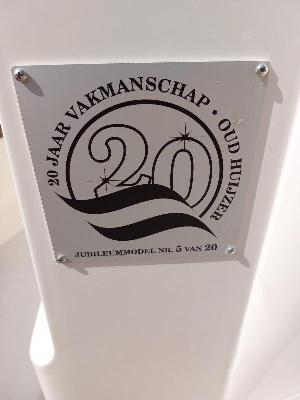 20 JAAR VAKMANSCHAP • OUD HUIJZER
20
JUBILEUMMODEL NR. 5 VAN 20